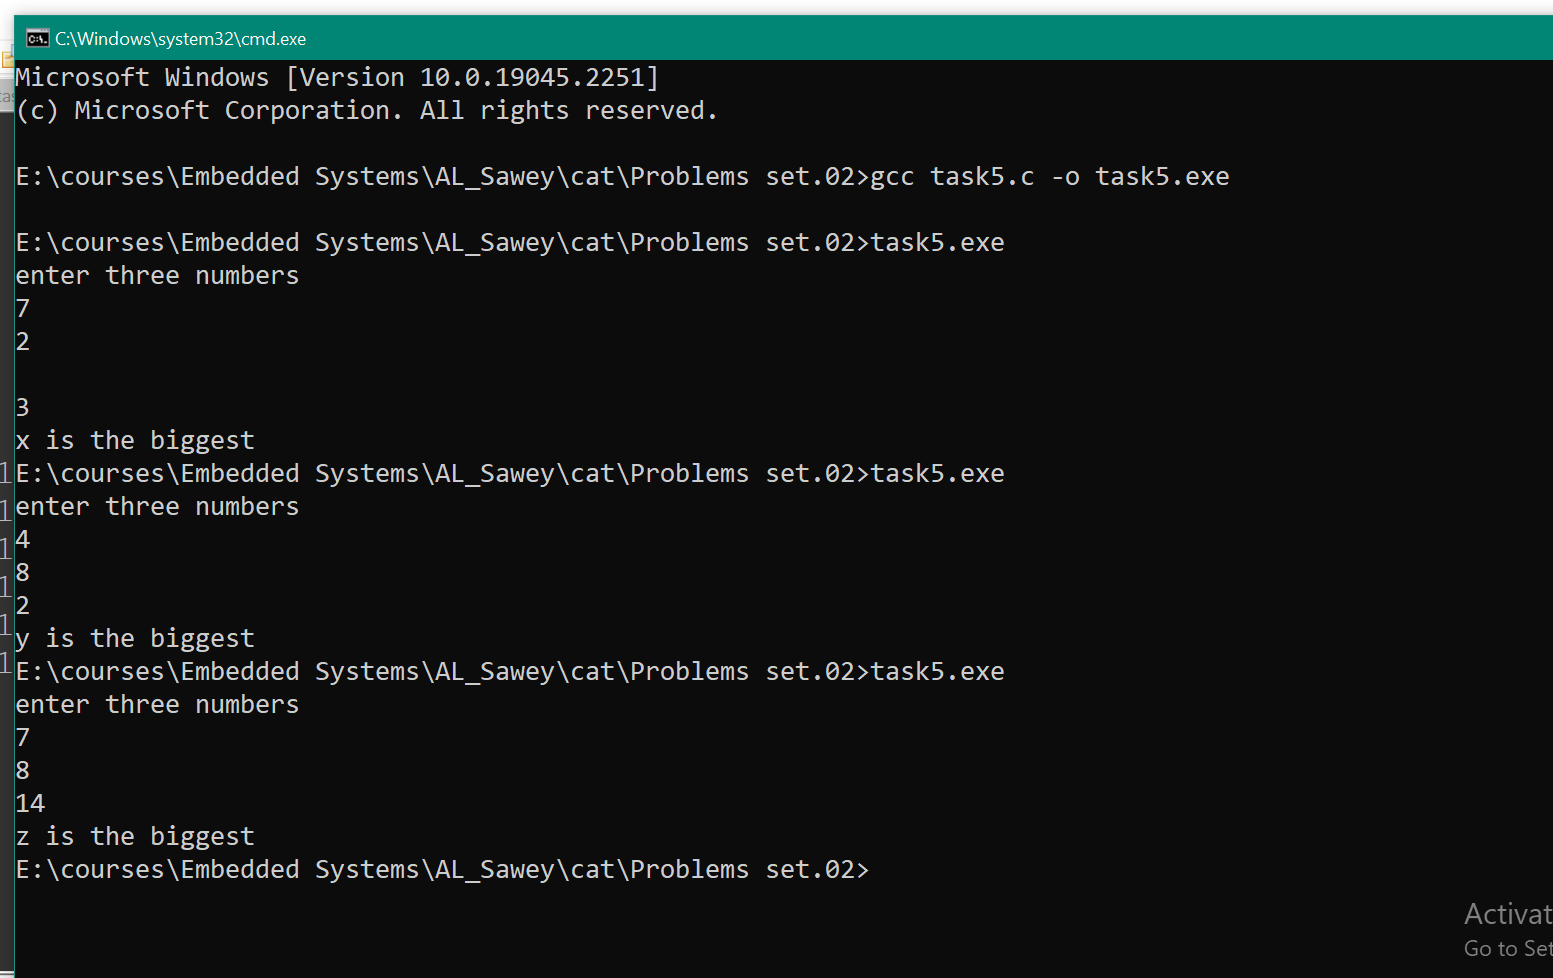 C:\Windows\system32\cmd.exe
Microsoft Windows [Version 10.0.19045.2251]
(c) Microsoft Corporation. All rights reserved.
E:\courses\Embedded Systems\AL_Sawey\cat\Problems set.02>gcc task5.c -o task5.exe
E:\courses\Embedded Systems\AL_Sawey\cat\Problems set.02>task5.exe
enter three numbers
7
2
3
x is the biggest
E:\courses\Embedded Systems\AL_Sawey\cat\Problems set.02>task5.exe
enter three numbers
4
8
2
y is the biggest
E:\courses\Embedded Systems\AL_Sawey\cat\Problems set.02>task5.exe
enter three numbers
7
8
14
z is the biggest
E:\courses\Embedded Systems\AL_Sawey\cat\Problems set.02>
Activat
Go to Set